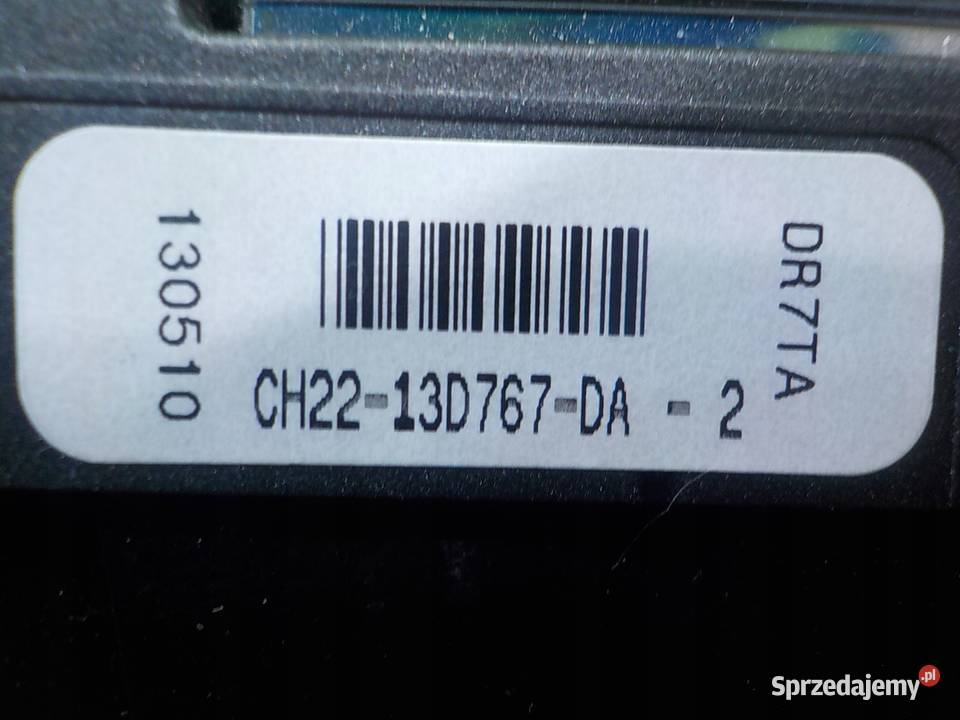 130510
CH22-13D767-DA - 2
DR7TA
Sprzedajemy.pl